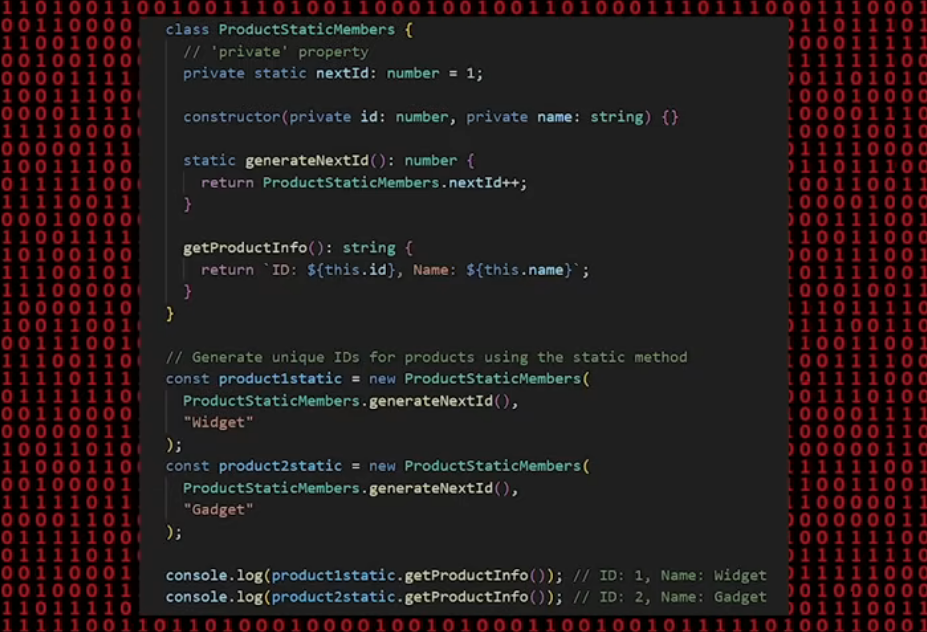 class ProductStaticMembers {
// 'private' property
private static nextId: number = 1;
constructor(private id: number, private name: string) {}
static generateNextId(): number {
return ProductStaticMembers.nextId++;
}
getProductInfo(): string {
return `ID: ${this.id}, Name: ${this.name}`;
}
}
// Generate unique IDs for products using the static method
const product1static = new ProductStaticMembers(
ProductStaticMembers.generateNextId(),
"Widget"
);
const product2static = new ProductStaticMembers(
ProductStaticMembers.generateNextId(),
"Gadget"
);
console.log(product1static.getProductInfo()); // ID: 1, Name: Widget
console.log(product2static.getProductInfo()); // ID: 2, Name: Gadget